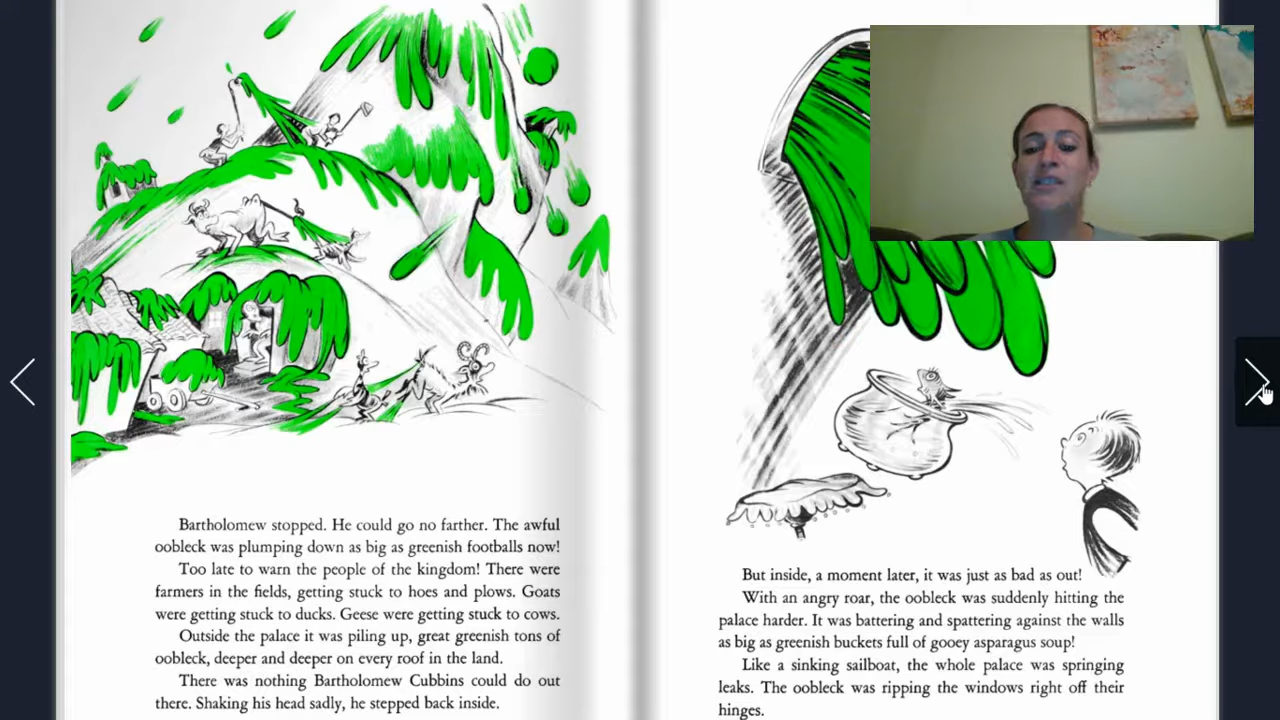 Bartholomew stopped. He could go no farther. The awful
oobleck was plumping down as big as greenish footballs now!
Too late to warn the people of the kingdom! There were
farmers in the fields, getting stuck to hoes and plows. Goats
were getting stuck to ducks. Geese were getting stuck to cows.
Outside the palace it was piling up, great greenish tons of
oobleck, deeper and deeper on every roof in the land.
There was nothing Bartholomew Cubbins could do out
there. Shaking his head sadly, he stepped back inside.
But inside, a moment later, it was just as bad as out!
With an angry roar, the oobleck was suddenly hitting the
palace harder. It was battering and spattering against the walls
as big as greenish buckets full of gooey asparagus soup!
Like a sinking sailboat, the whole palace was springing
leaks. The oobleck was ripping the windows right off their
hinges.